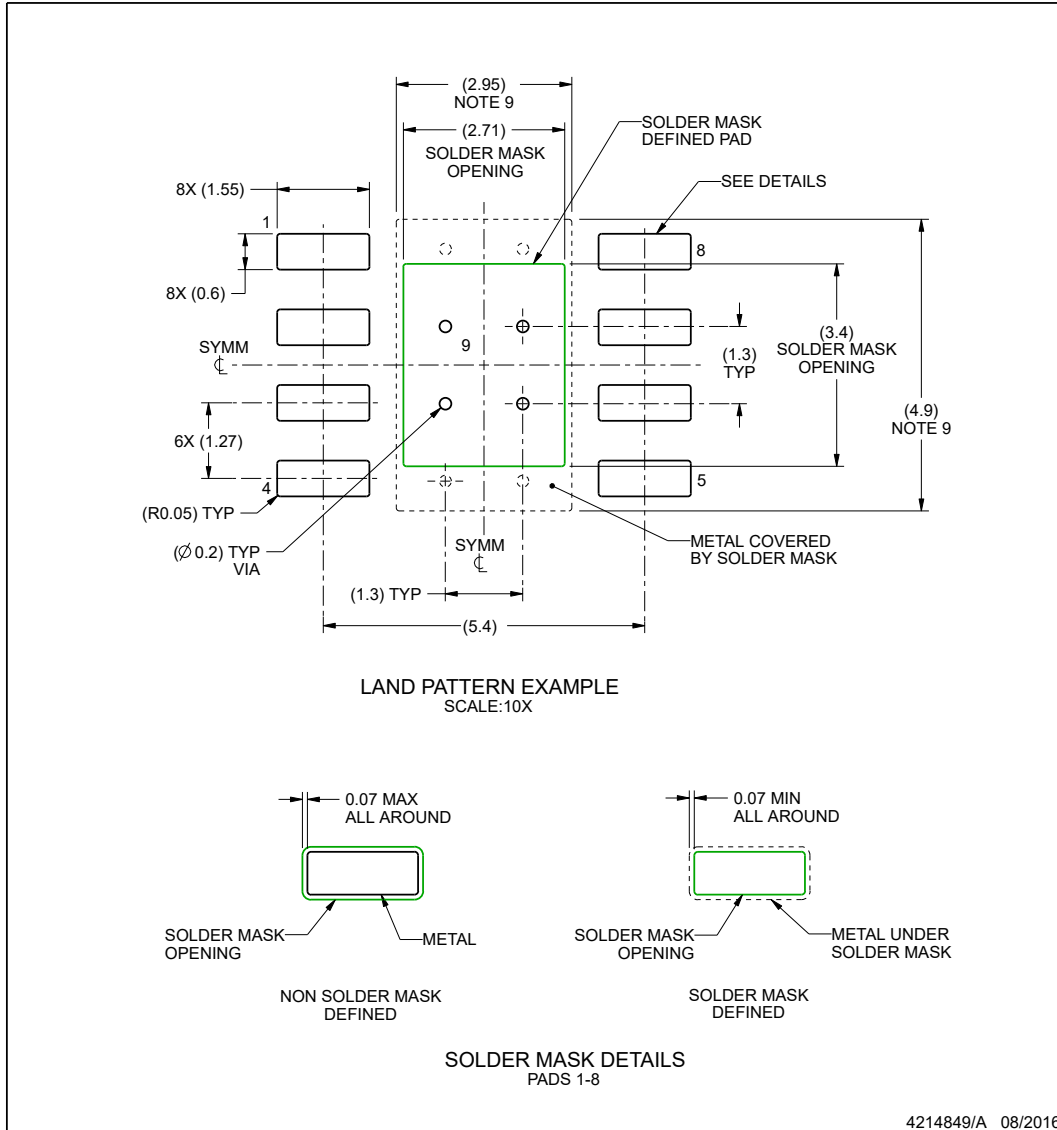 (2.95)
NOTE 9
(2.71)
SOLDER MASK
OPENING
SOLDER MASK
DEFINED PAD
8X (1.55)
SEE DETAILS
1
8
8X (0.6)
SYMM
℄
9
(1.3)
TYP
(3.4)
SOLDER MASK
OPENING
(4.9)
NOTE 9
6X (1.27)
4
5
(R0.05) TYP
(∅ 0.2) TYP
VIA
SYMM
℄
METAL COVERED
BY SOLDER MASK
(1.3) TYP
(5.4)
LAND PATTERN EXAMPLE
SCALE:10X
0.07 MAX
ALL AROUND
0.07 MIN
ALL AROUND
SOLDER MASK
OPENING
METAL
SOLDER MASK
OPENING
METAL UNDER
SOLDER MASK
NON SOLDER MASK
DEFINED
SOLDER MASK
DEFINED
SOLDER MASK DETAILS
PADS 1-8
4214849/A 08/2016